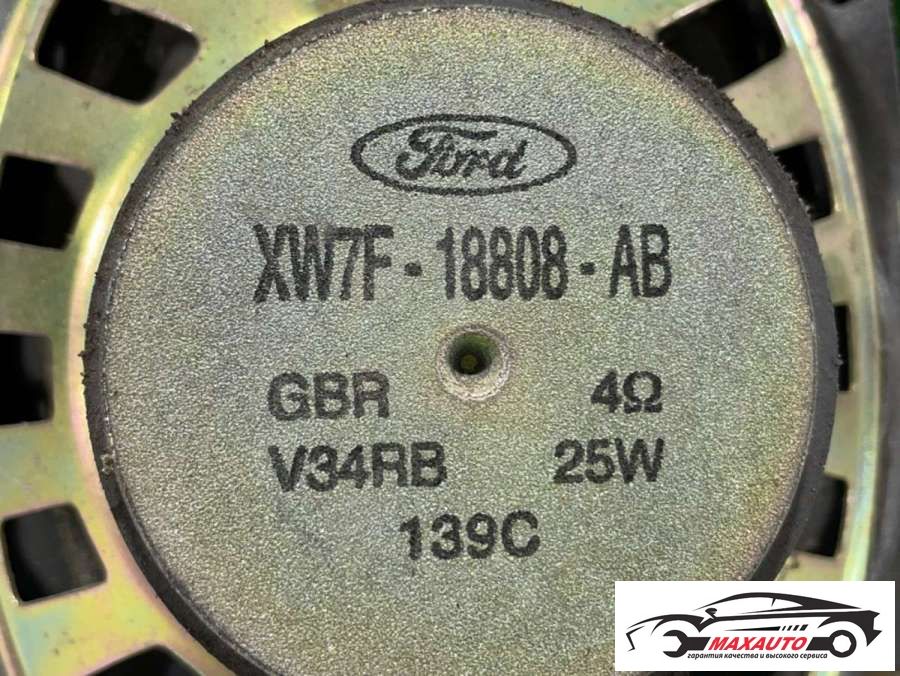 Ford
XW7F-18808-AB
GBR 4Ω
V34RB 25W
139C
MAXAUTO
гарантия качества и высокого сервиса